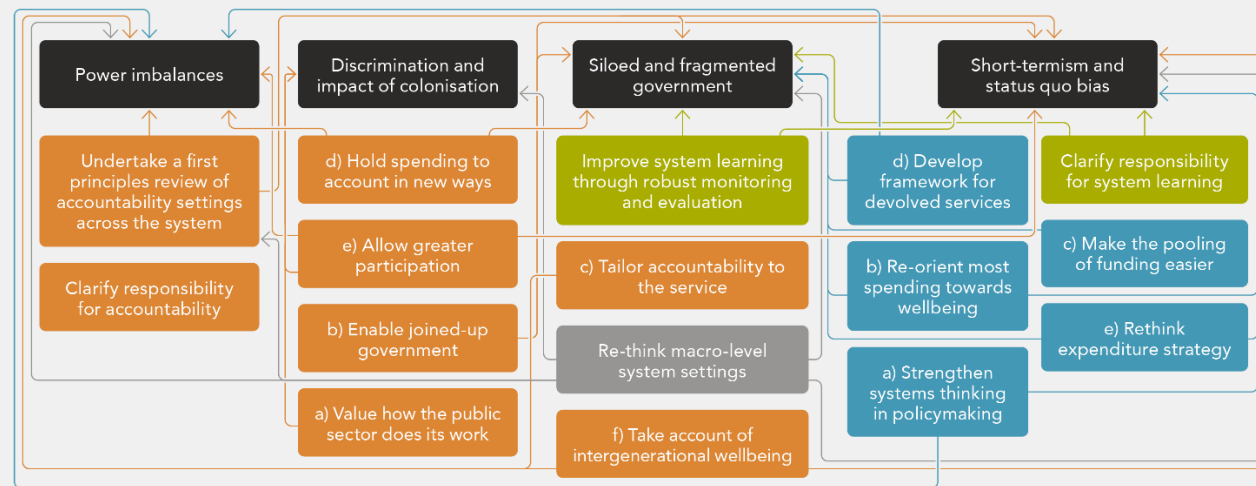 Power imbalances
Discrimination and
impact of colonisation
Siloed and fragmented
government
Short-termism and
status quo bias
Undertake a first
principles review of
accountability settings
across the system
d) Hold spending to
account in new ways
Improve system learning
through robust monitoring
and evaluation
d) Develop
framework for
devolved services
Clarify responsibility
for system learning
e) Allow greater
participation
c) Tailor accountability to
the service
b) Re-orient most
spending towards
wellbeing
c) Make the pooling
of funding easier
Clarify responsibility
for accountability
b) Enable joined-up
government
Re-think macro-level
system settings
e) Rethink
expenditure strategy
a) Strengthen
systems thinking
in policymaking
a) Value how the public
sector does its work
f) Take account of
intergenerational wellbeing